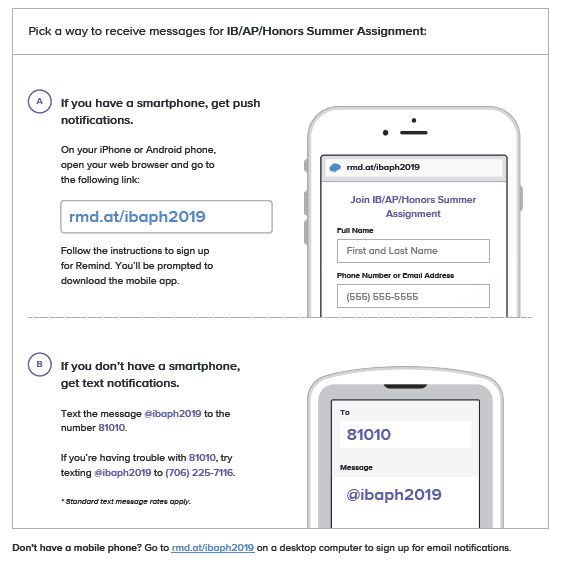 Pick a way to receive messages for IB/AP/Honors Summer Assignment:
A
If you have a smartphone, get push
notifications.
On your iPhone or Android phone,
open your web browser and go to
the following link:
rmd.at/ibaph2019
Follow the instructions to sign up
for Remind. You'll be prompted to
download the mobile app.
rmd.at/ibaph2019
Join IB/AP/Honors Summer
Assignment
Full Name
First and Last Name
Phone Number or Email Address
(555) 555-5555
B
If you don't have a smartphone,
get text notifications.
Text the message @ibaph2019 to the
number 81010.
If you're having trouble with 81010, try
texting @ibaph2019 to (706) 225-7116.
* Standard text message rates apply.
To
81010
Message
@ibaph2019
Don't have a mobile phone? Go to rmd.at/ibaph2019 on a desktop computer to sign up for email notifications.